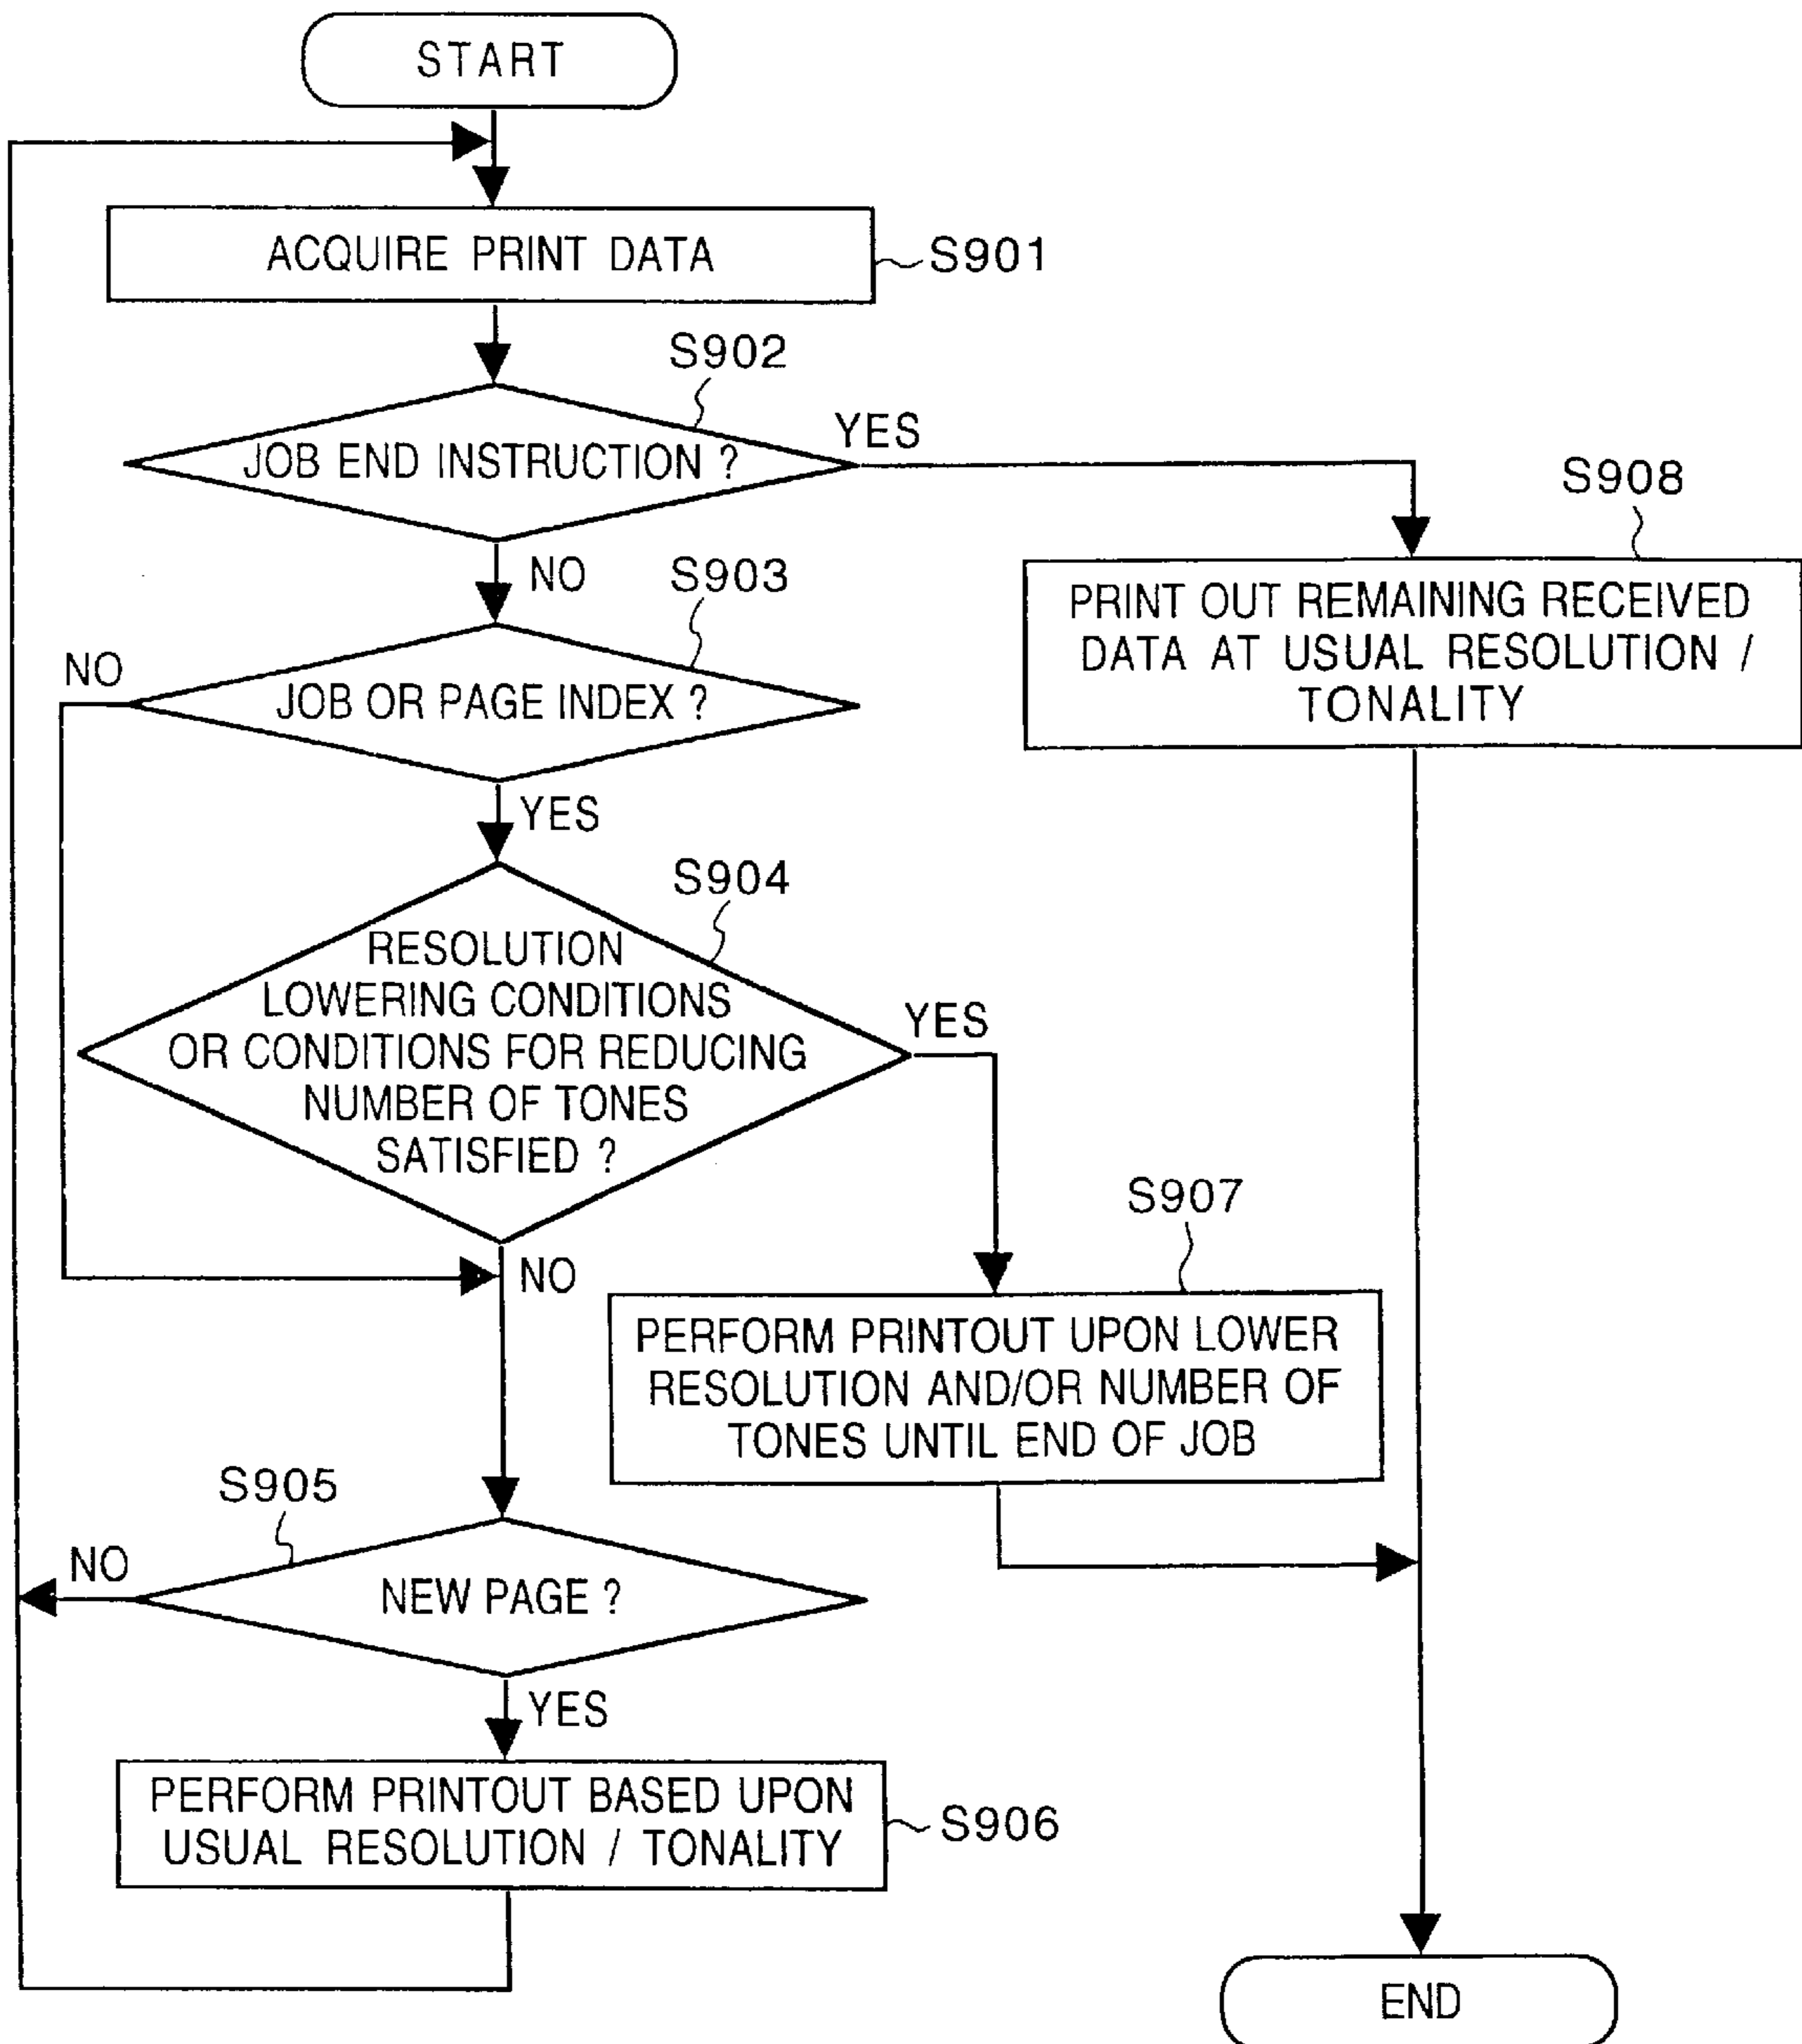 START
ACQUIRE PRINT DATA
S901
S902
JOB END INSTRUCTION ?
YES
NO
S908
PRINT OUT REMAINING RECEIVED
DATA AT USUAL RESOLUTION /
TONALITY
S903
NO
JOB OR PAGE INDEX ?
YES
S904
RESOLUTION
LOWERING CONDITIONS
OR CONDITIONS FOR REDUCING
NUMBER OF TONES
SATISFIED ?
YES
NO
S907
PERFORM PRINTOUT UPON LOWER
RESOLUTION AND/OR NUMBER OF
TONES UNTIL END OF JOB
S905
NO
NEW PAGE ?
YES
PERFORM PRINTOUT BASED UPON
USUAL RESOLUTION / TONALITY
S906
END